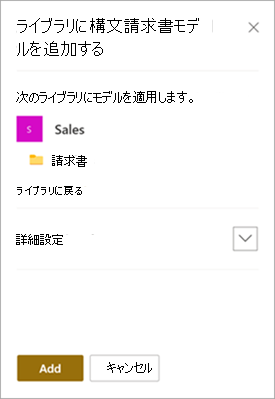 ライブラリに構文請求書モデ
ルを追加する
次のライブラリにモデルを適用します。
S
Sales
請求書
ライブラリに戻る
詳細設定
Add
キャンセル